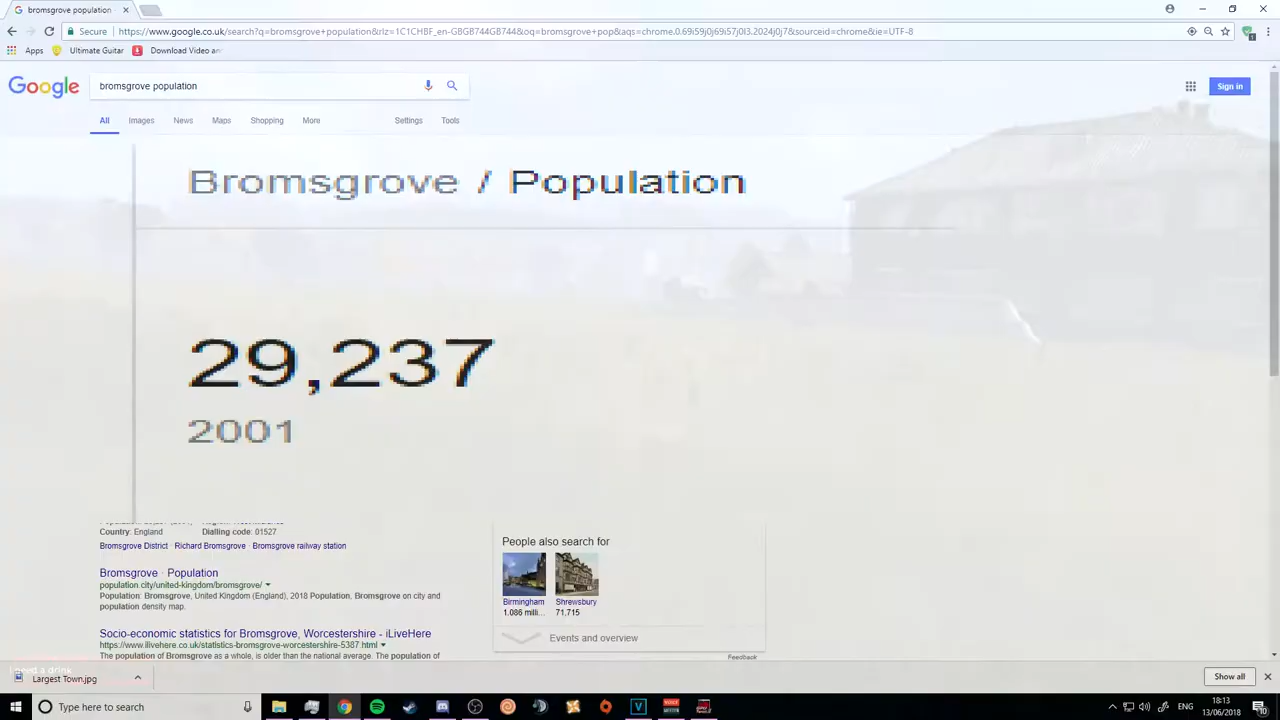 bromsgrove population
Secure
https://www.google.co.uk/search?q=bromsgrove+population&rlz=1C1CHBF_en-GBGB744GB744&oq=bromsgrove+pop&aqs=chrome.0.69i59j0j69i57j0l3.2024j0j7&sourceid=chrome&ie=UTF-8
Apps Ultimate Guitar Download Video an
Google bromsgrove population Sign in
All Images News Maps Shopping More Settings Tools
Bromsgrove / Population
29,237
2001
Country: England Dialling code: 01527
Bromsgrove District · Richard Bromsgrove · Bromsgrove railway station
Bromsgrove · Population
population.city/united-kingdom/bromsgrove/
Population: Bromsgrove, United Kingdom (England), 2018 Population, Bromsgrove on city and
population density map.
Socio-economic statistics for Bromsgrove, Worcestershire - iLiveHere
https://www.ilivehere.co.uk/statistics-bromsgrove-worcestershire-5387.html
The population of Bromsgrove as a whole, is older than the national average. The population of
People also search for
Birmingham Shrewsbury
1.086 milli... 71,715
Events and overview
Feedback
I need a drink
Largest Town.jpg Show all
Type here to search
ENG
18:13
13/06/2018